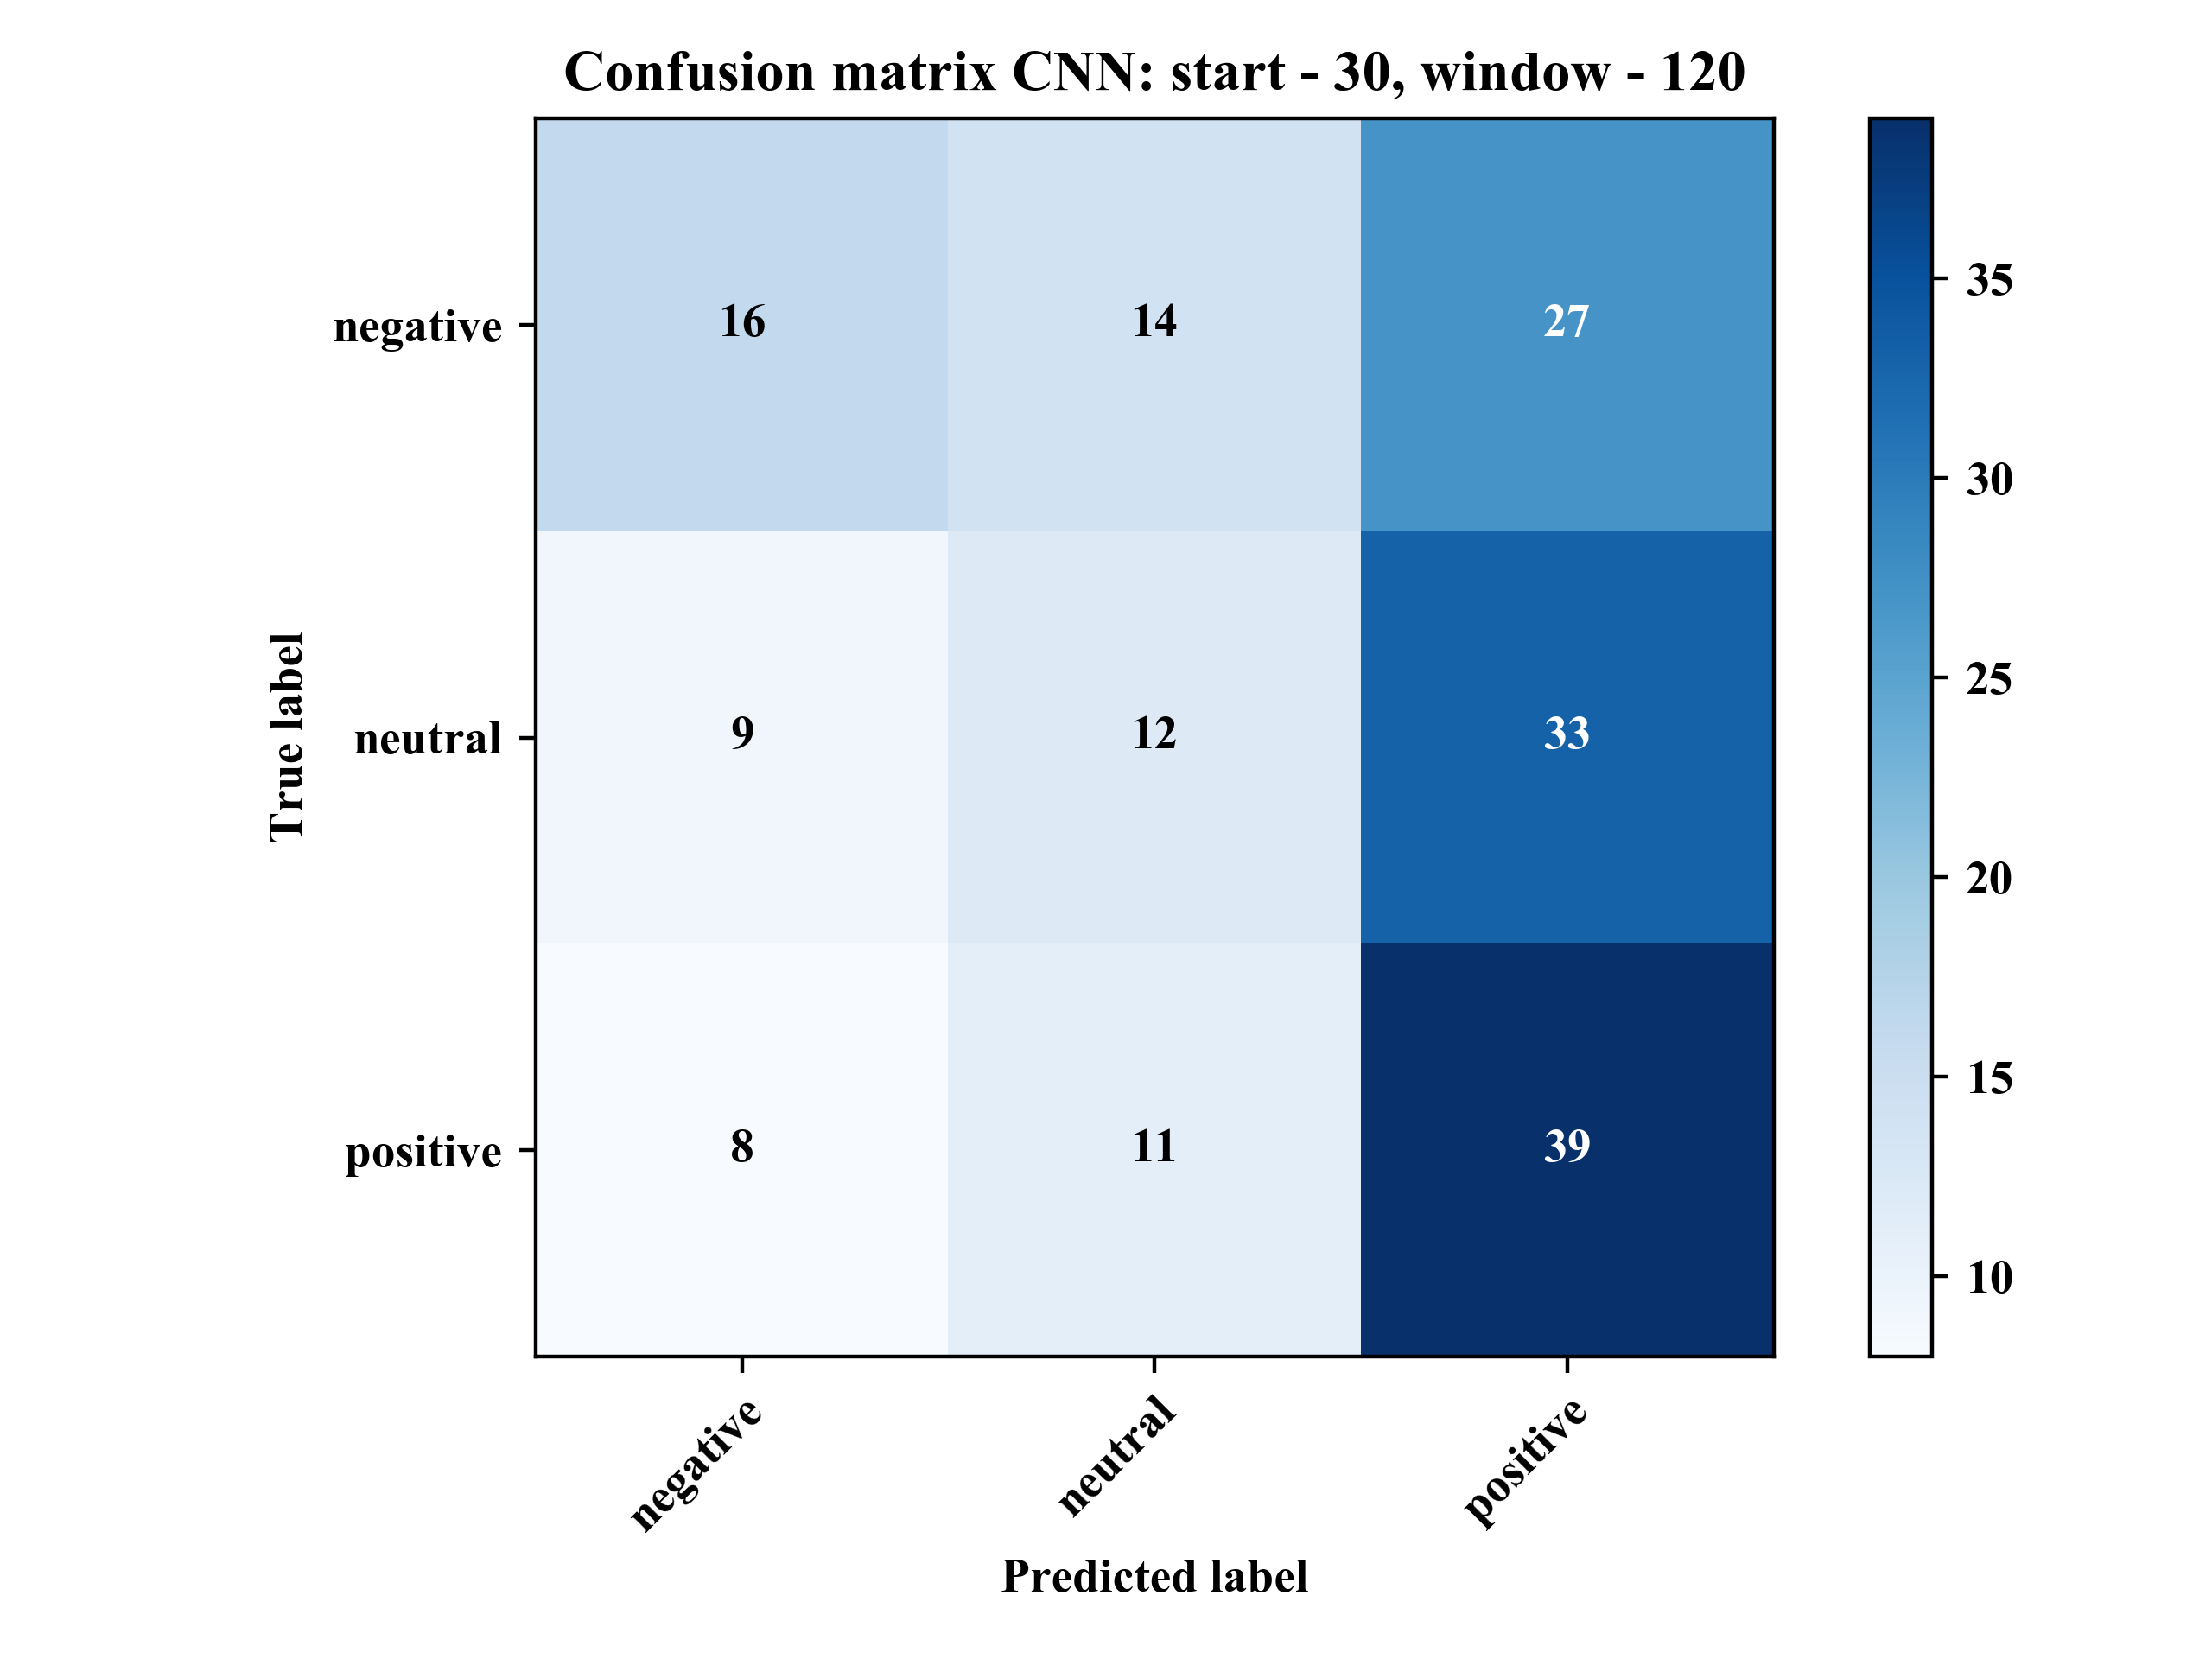 Confusion matrix CNN: start - 30, window - 120
True label
negative
16
14
27
neutral
9
12
33
positive
8
11
39
negative
neutral
positive
Predicted label
35
30
25
20
15
10